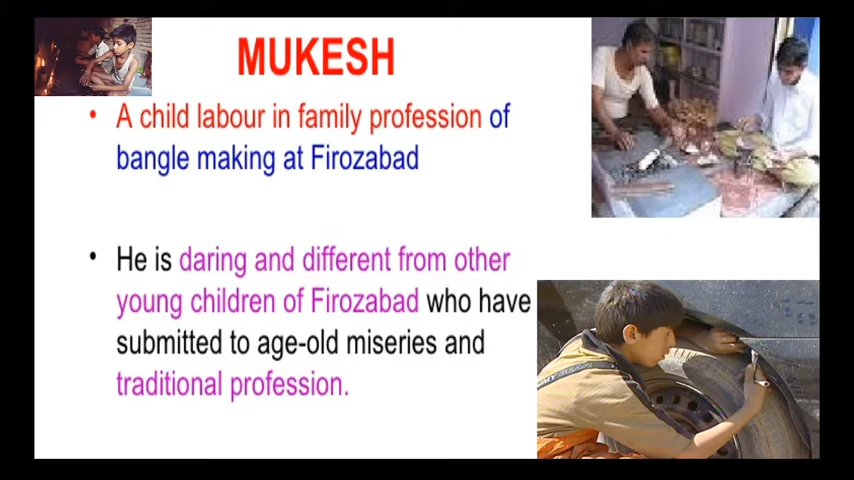 MUKESH
• A child labour in family profession of
bangle making at Firozabad
• He is daring and different from other
young children of Firozabad who have
submitted to age-old miseries and
traditional profession.